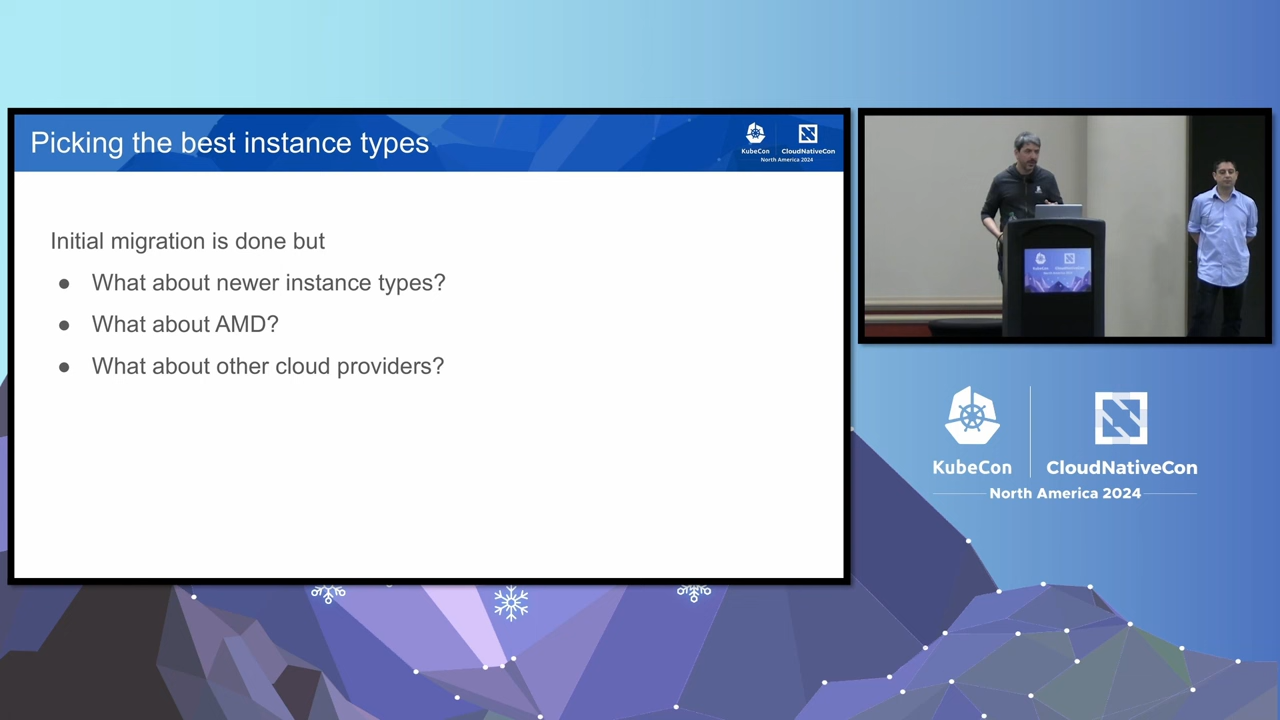 Picking the best instance types
KubeCon
CloudNativeCon
North America 2024
Initial migration is done but
● What about newer instance types?
● What about AMD?
● What about other cloud providers?
KubeCon
CloudNativeCon
North America 2024